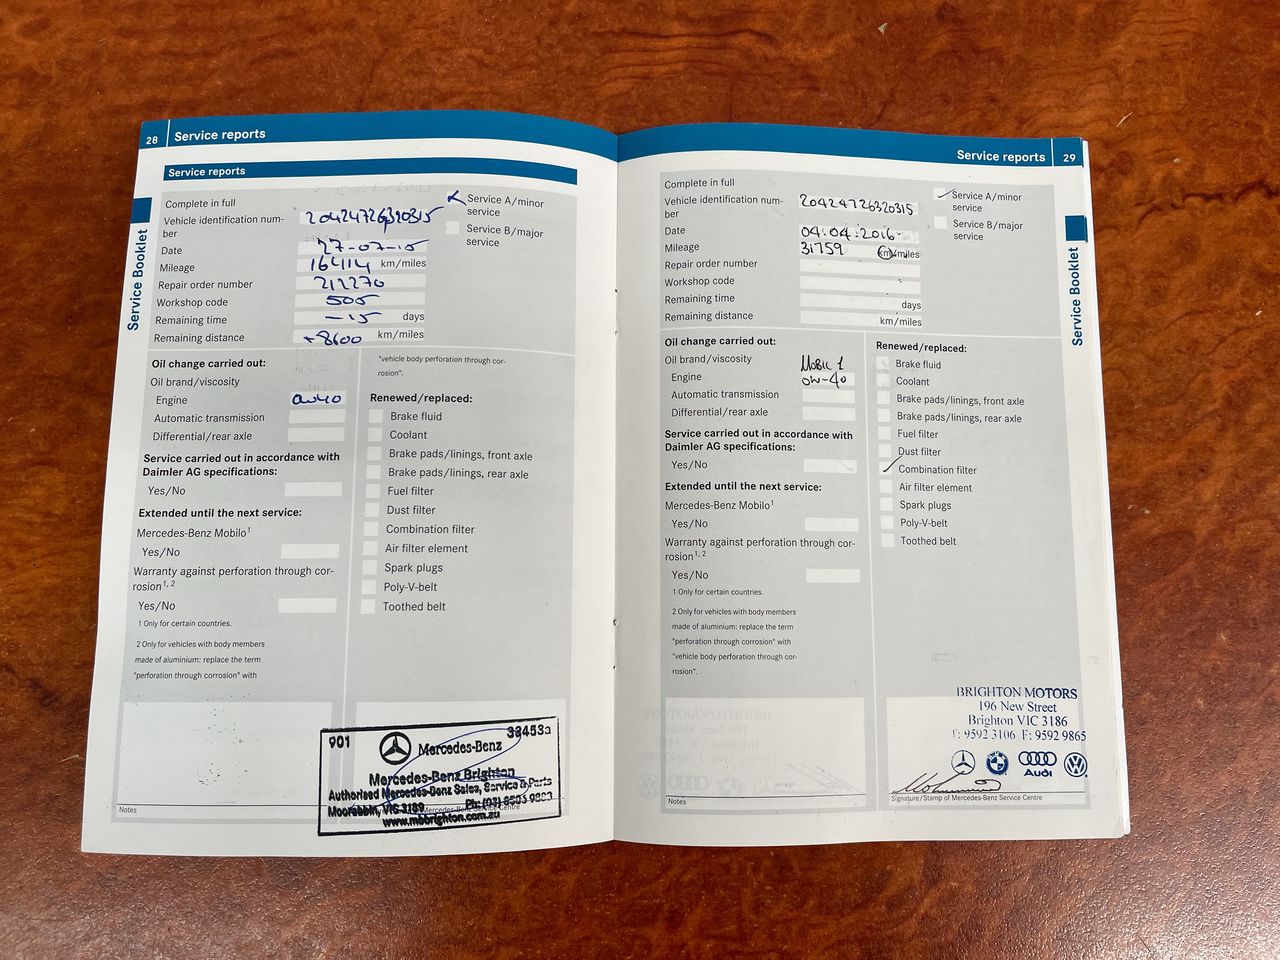 28
Service reports
Service reports
Service Booklet
Complete in full
Vehicle identification num-
ber
Date
27-07-15
Mileage
16414
km/miles
Repair order number
212270
Workshop code
505
Remaining time
-15
days
Remaining distance
+8600
km/miles
Service A/minor
service
Service B/major
service
Oil change carried out:
Oil brand/viscosity
Engine
0w40
Automatic transmission
Differential/rear axle
Service carried out in accordance with
Daimler AG specifications:
Yes/No
Extended until the next service:
Mercedes-Benz Mobilo¹
Yes/No
Warranty against perforation through cor-
rosion¹, ²
Yes/No
1 Only for certain countries.
2 Only for vehicles with body members
made of aluminium: replace the term
"perforation through corrosion" with
"vehicle body perforation through cor-
rosion".
Renewed/replaced:
Brake fluid
Coolant
Brake pads/linings, front axle
Brake pads/linings, rear axle
Fuel filter
Dust filter
Combination filter
Air filter element
Spark plugs
Poly-V-belt
Toothed belt
Notes
901
Mercedes-Benz
Mercedes-Benz Brighton
Authorised Mercedes-Benz Sales, Service & Parts
Moorabbin, VIC 3189
www.mbbrighton.com.au
Service reports
29
Service Booklet
Complete in full
Vehicle identification num-
ber
20424726320315
Date
04.04.2016
Mileage
31759
km/miles
Repair order number
Workshop code
Remaining time
days
Remaining distance
km/miles
Service A/minor
service
Service B/major
service
Oil change carried out:
Oil brand/viscosity
Mobil 1
Engine
0w-40
Automatic transmission
Differential/rear axle
Service carried out in accordance with
Daimler AG specifications:
Yes/No
Extended until the next service:
Mercedes-Benz Mobilo¹
Yes/No
Warranty against perforation through cor-
rosion¹, ²
Yes/No
1 Only for certain countries.
2 Only for vehicles with body members
made of aluminium: replace the term
"perforation through corrosion" with
"vehicle body perforation through cor-
rosion".
Renewed/replaced:
Brake fluid
Coolant
Brake pads/linings, front axle
Brake pads/linings, rear axle
Fuel filter
Dust filter
Combination filter
Air filter element
Spark plugs
Poly-V-belt
Toothed belt
Notes
BRIGHTON MOTORS
196 New Street
Brighton VIC 3186
T: 9592 3106 F: 9592 9865
Audi
Signature/Stamp of Mercedes-Benz Service Centre